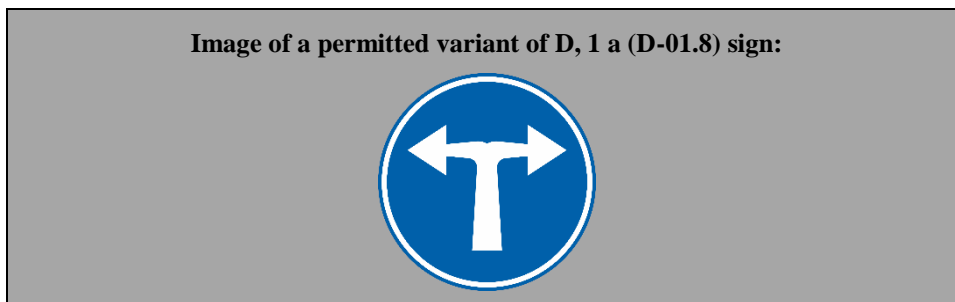 Image of a permitted variant of D, 1 a (D-01.8) sign: